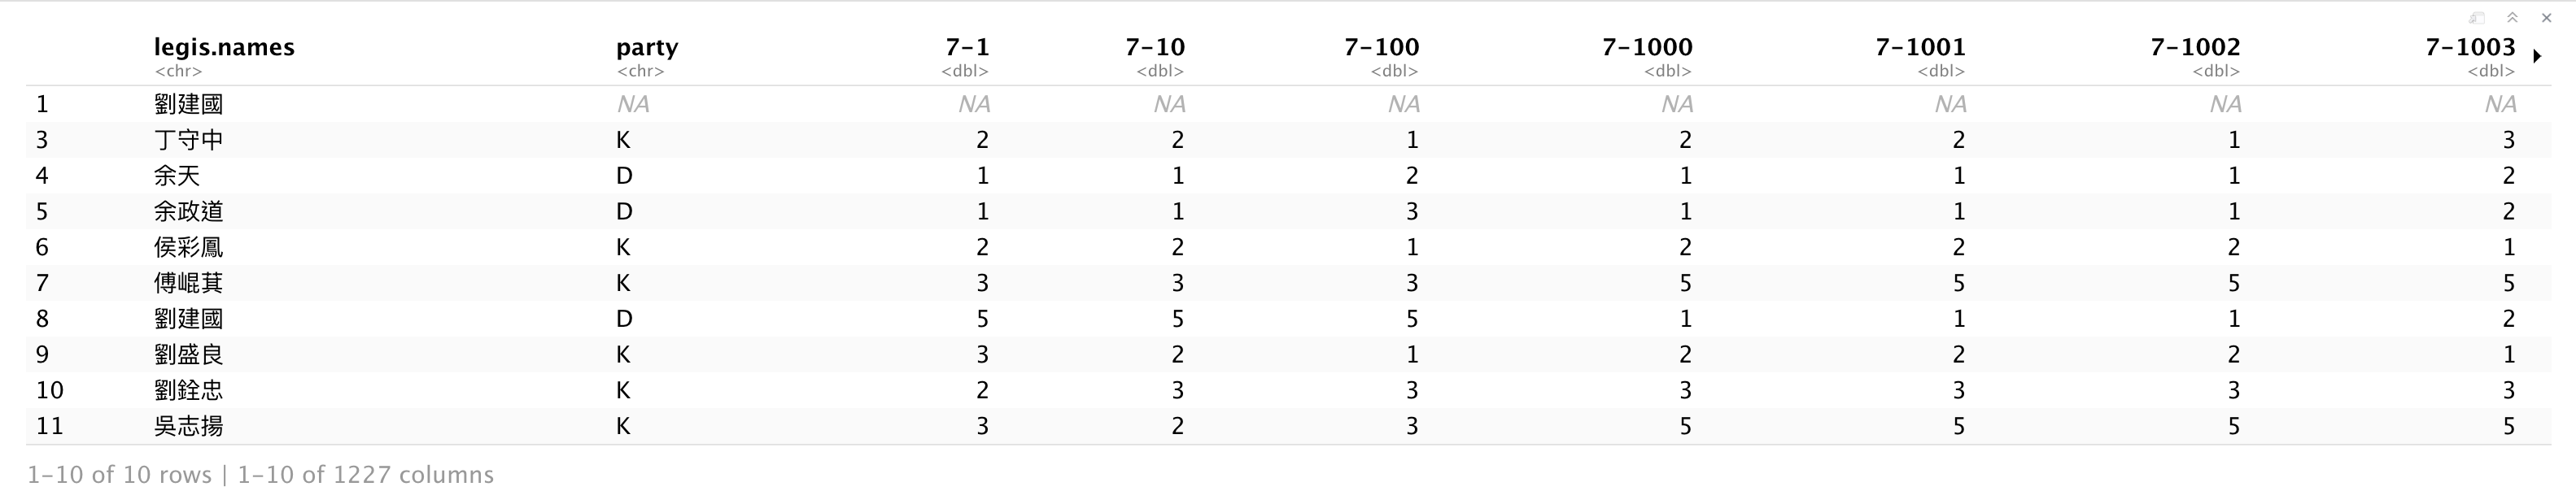 legis.names party 7-1 7-10 7-100 7-1000 7-1001 7-1002 7-1003
<chr> <chr> <dbl> <dbl> <dbl> <dbl> <dbl> <dbl> <dbl>
1 劉建國 NA NA NA NA NA NA NA NA
3 丁守中 K 2 2 1 2 2 1 3
4 余天 D 1 1 2 1 1 1 2
5 余政道 D 1 1 3 1 1 1 2
6 侯彩鳳 K 2 2 1 2 2 2 1
7 傅崐萁 K 3 3 3 5 5 5 5
8 劉建國 D 5 5 5 1 1 1 2
9 劉盛良 K 3 2 1 2 2 2 1
10 劉銓忠 K 2 3 3 3 3 3 3
11 吳志揚 K 3 2 3 5 5 5 5
1-10 of 10 rows | 1-10 of 1227 columns